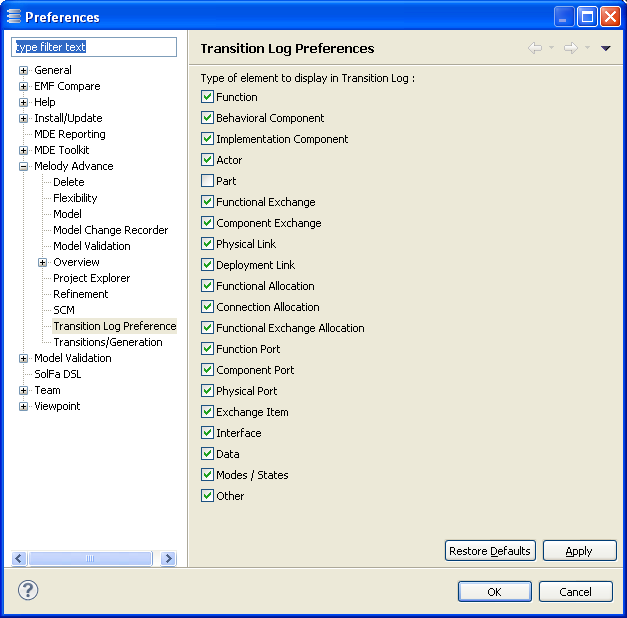 Preferences
type filter text
General
EMF Compare
Help
Install/Update
MDE Reporting
MDE Toolkit
Melody Advance
Delete
Flexibility
Model
Model Change Recorder
Model Validation
Overview
Project Explorer
Refinement
SCM
Transition Log Preference
Transitions/Generation
Model Validation
SolFa DSL
Team
Viewpoint
Transition Log Preferences
Type of element to display in Transition Log :
Function
Behavioral Component
Implementation Component
Actor
Part
Functional Exchange
Component Exchange
Physical Link
Deployment Link
Functional Allocation
Connection Allocation
Functional Exchange Allocation
Function Port
Component Port
Physical Port
Exchange Item
Interface
Data
Modes / States
Other
Restore Defaults
Apply
?
OK
Cancel